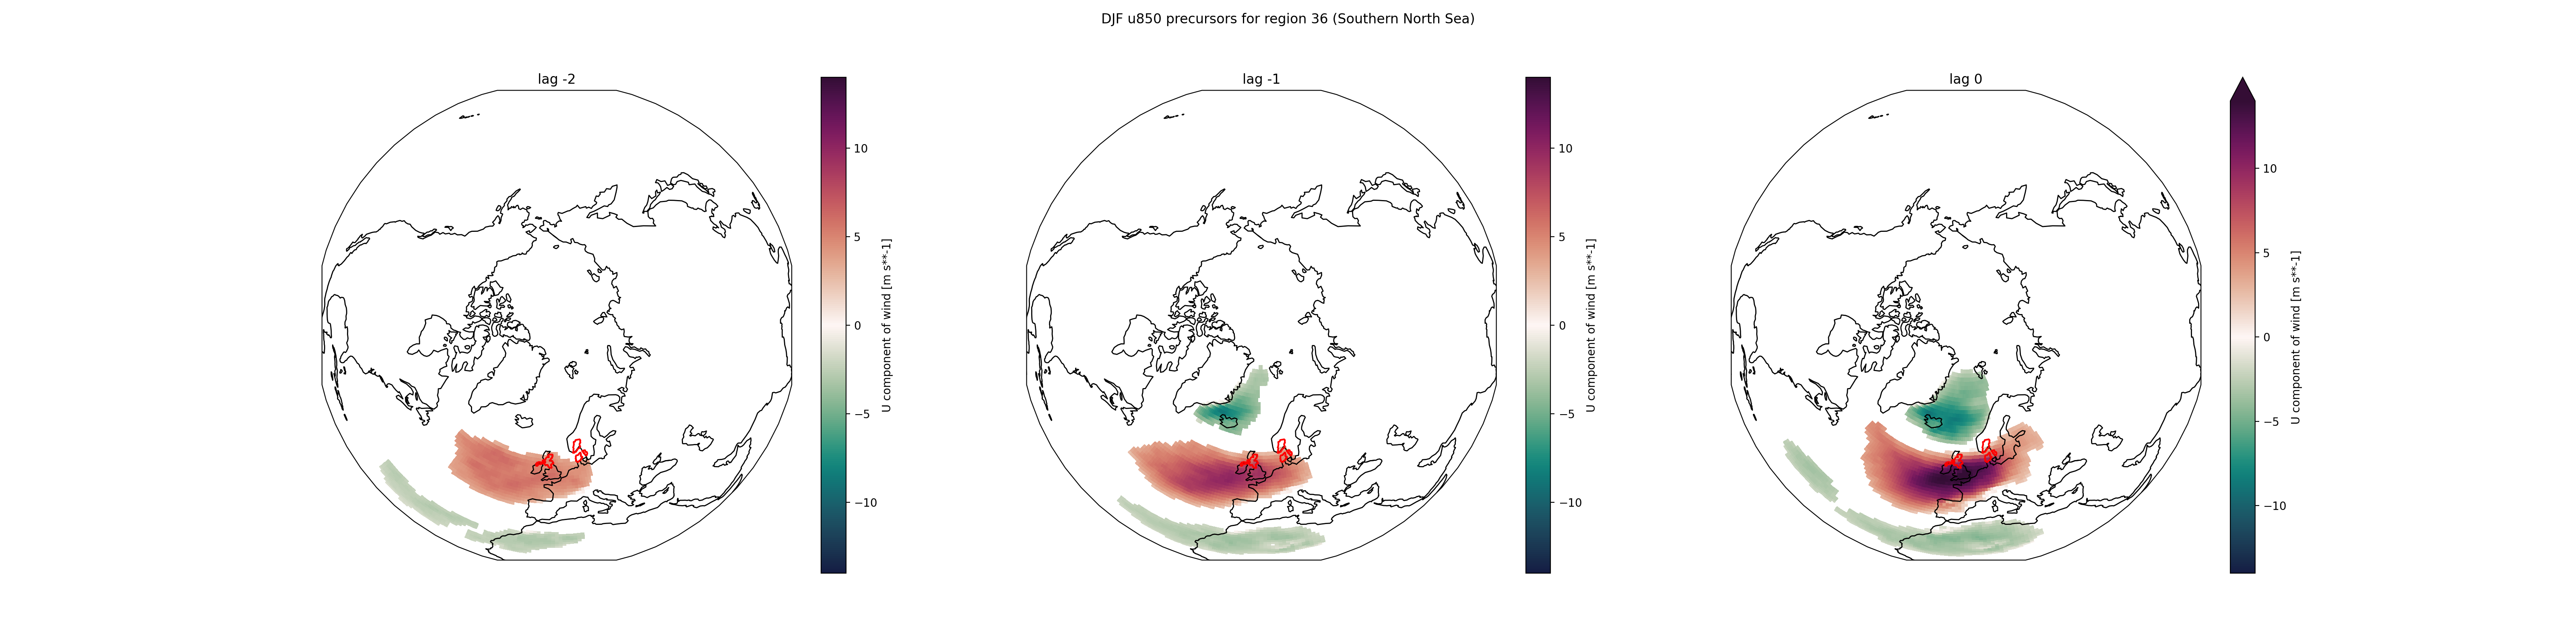 DJF u850 precursors for region 36 (Southern North Sea)
lag -2
10
5
0
−5
−10
U component of wind [m s**-1]
lag -1
10
5
0
−5
−10
U component of wind [m s**-1]
lag 0
10
5
0
−5
−10
U component of wind [m s**-1]